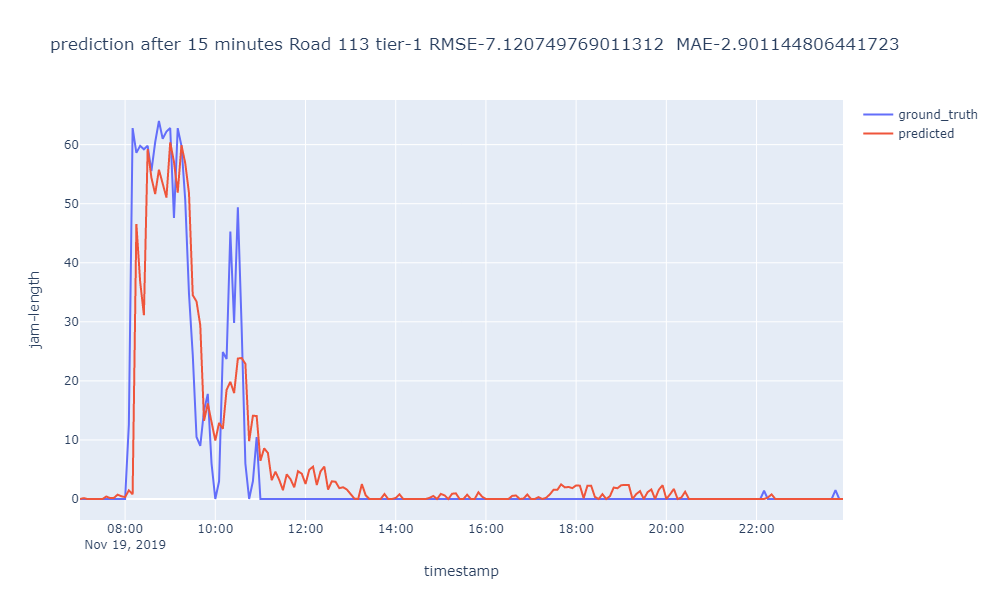 prediction after 15 minutes Road 113 tier-1 RMSE-7.120749769011312  MAE-2.901144806441723
ground_truth
predicted
60
50
40
30
20
10
0
jam-length
08:00 10:00 12:00 14:00 16:00 18:00 20:00 22:00
Nov 19, 2019
timestamp